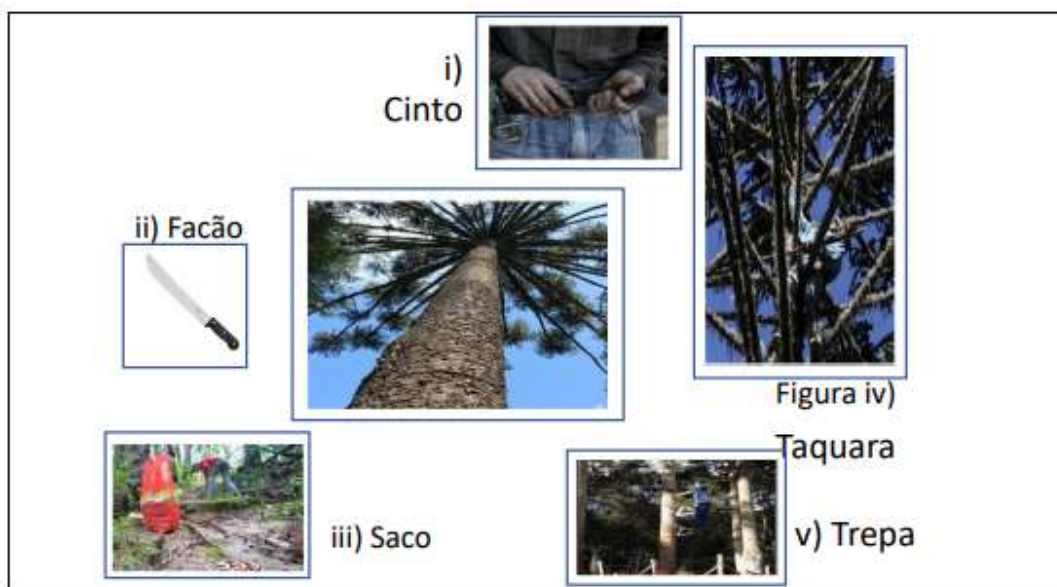 i)
Cinto
ii) Facão
Figura iv)
Taquara
iii) Saco
v) Trepa